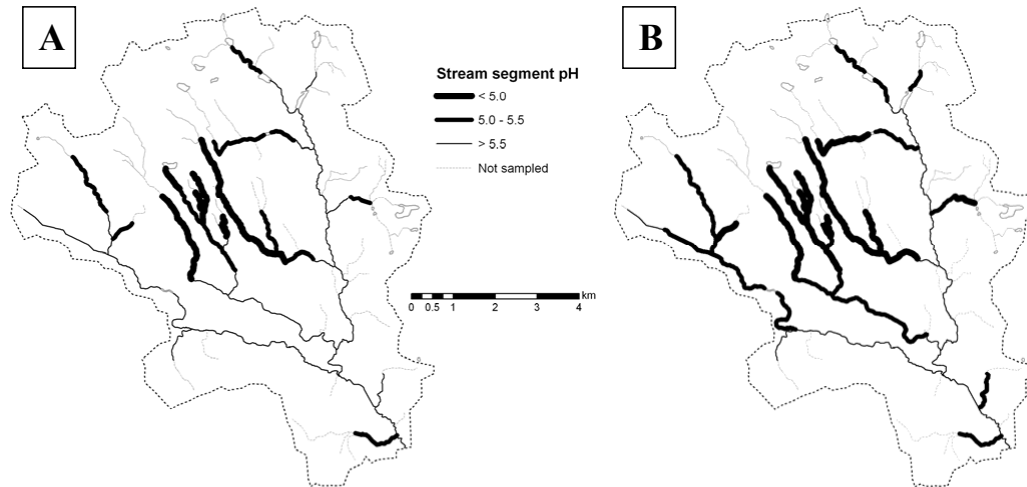 A
B
Stream segment pH
< 5.0
5.0 - 5.5
> 5.5
Not sampled
km
0 0.5 1 2 3 4